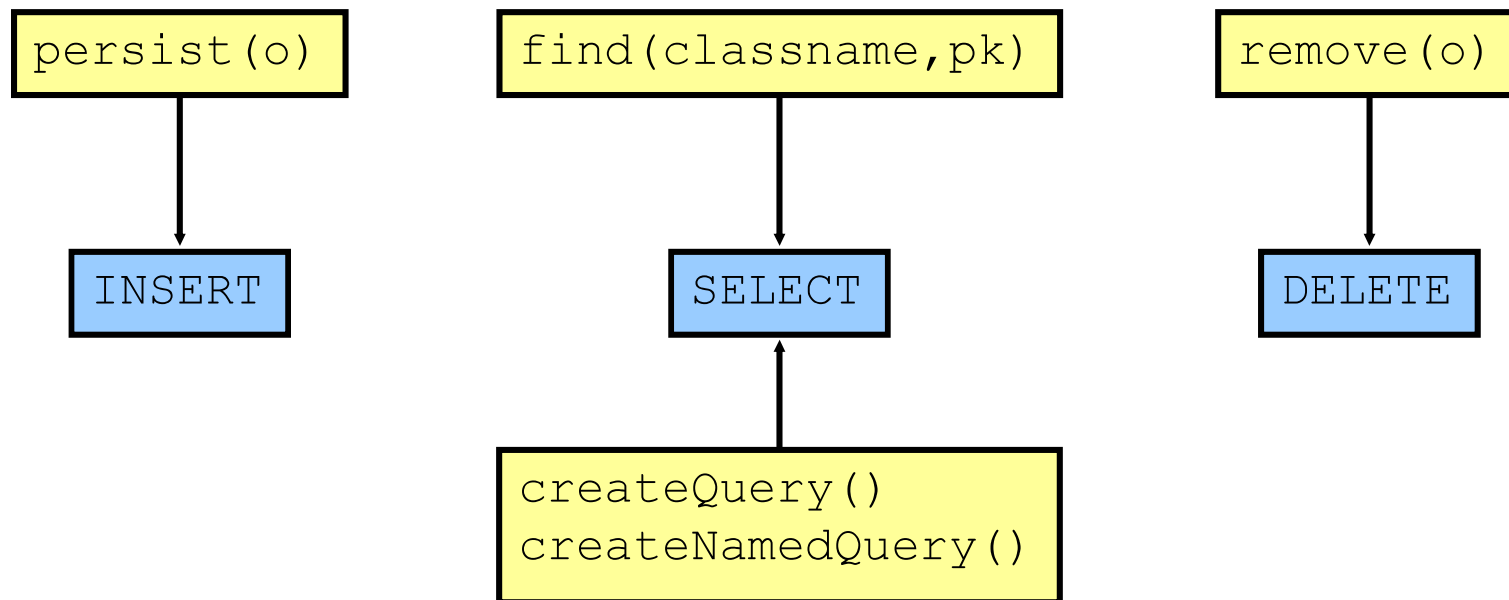 persist(o)
find(classname,pk)
remove(o)
INSERT
SELECT
DELETE
createQuery()
createNamedQuery()